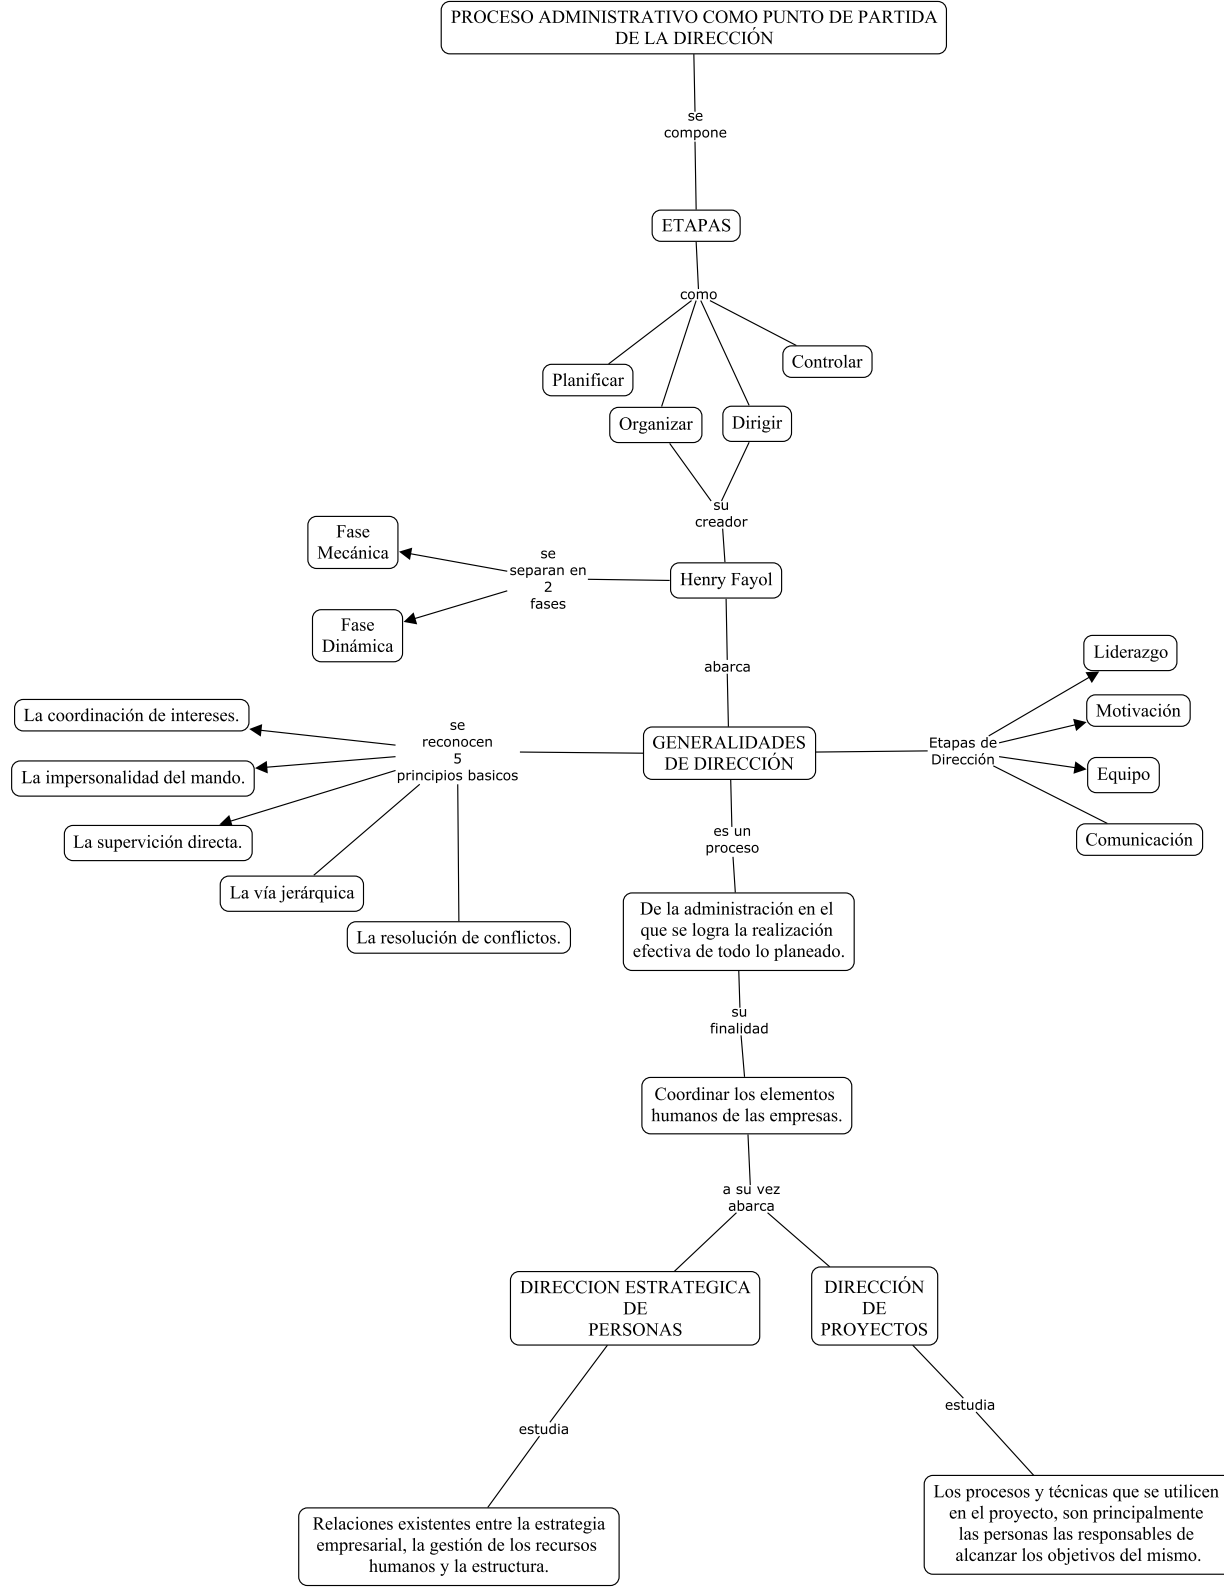 PROCESO ADMINISTRATIVO COMO PUNTO DE PARTIDA
DE LA DIRECCIÓN
se
compone
ETAPAS
como
Planificar
Organizar
Dirigir
Controlar
su
creador
Henry Fayol
se
separan en
2
fases
Fase
Mecánica
Fase
Dinámica
abarca
GENERALIDADES
DE DIRECCIÓN
se
reconocen
5
principios basicos
La coordinación de intereses.
La impersonalidad del mando.
La supervición directa.
La vía jerárquica
La resolución de conflictos.
Etapas de
Dirección
Liderazgo
Motivación
Equipo
Comunicación
es un
proceso
De la administración en el
que se logra la realización
efectiva de todo lo planeado.
su
finalidad
Coordinar los elementos
humanos de las empresas.
a su vez
abarca
DIRECCION ESTRATEGICA
DE
PERSONAS
DIRECCIÓN
DE
PROYECTOS
estudia
Relaciones existentes entre la estrategia
empresarial, la gestión de los recursos
humanos y la estructura.
estudia
Los procesos y técnicas que se utilicen
en el proyecto, son principalmente
las personas las responsables de
alcanzar los objetivos del mismo.